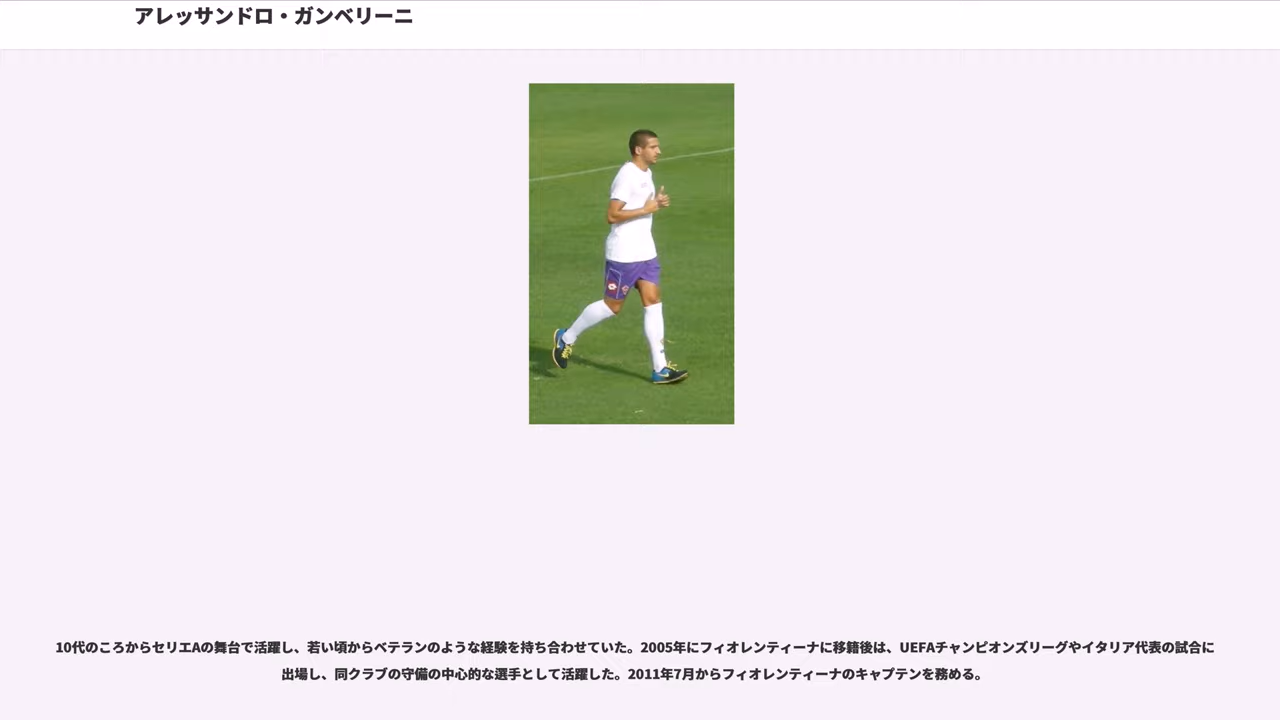 アレッサンドロ・ガンベリーニ
10代のころからセリエAの舞台で活躍し、若い頃からベテランのような経験を持ち合わせていた。2005年にフィオレンティーナに移籍後は、UEFAチャンピオンズリーグやイタリア代表の試合に
出場し、同クラブの守備の中心的な選手として活躍した。2011年7月からフィオレンティーナのキャプテンを務める。